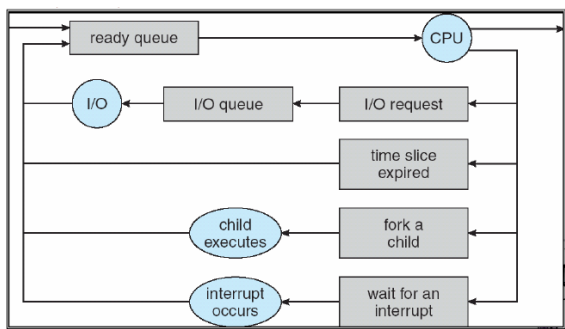 ready queue
CPU
I/O
I/O queue
I/O request
time slice
expired
child
executes
fork a
child
interrupt
occurs
wait for an
interrupt